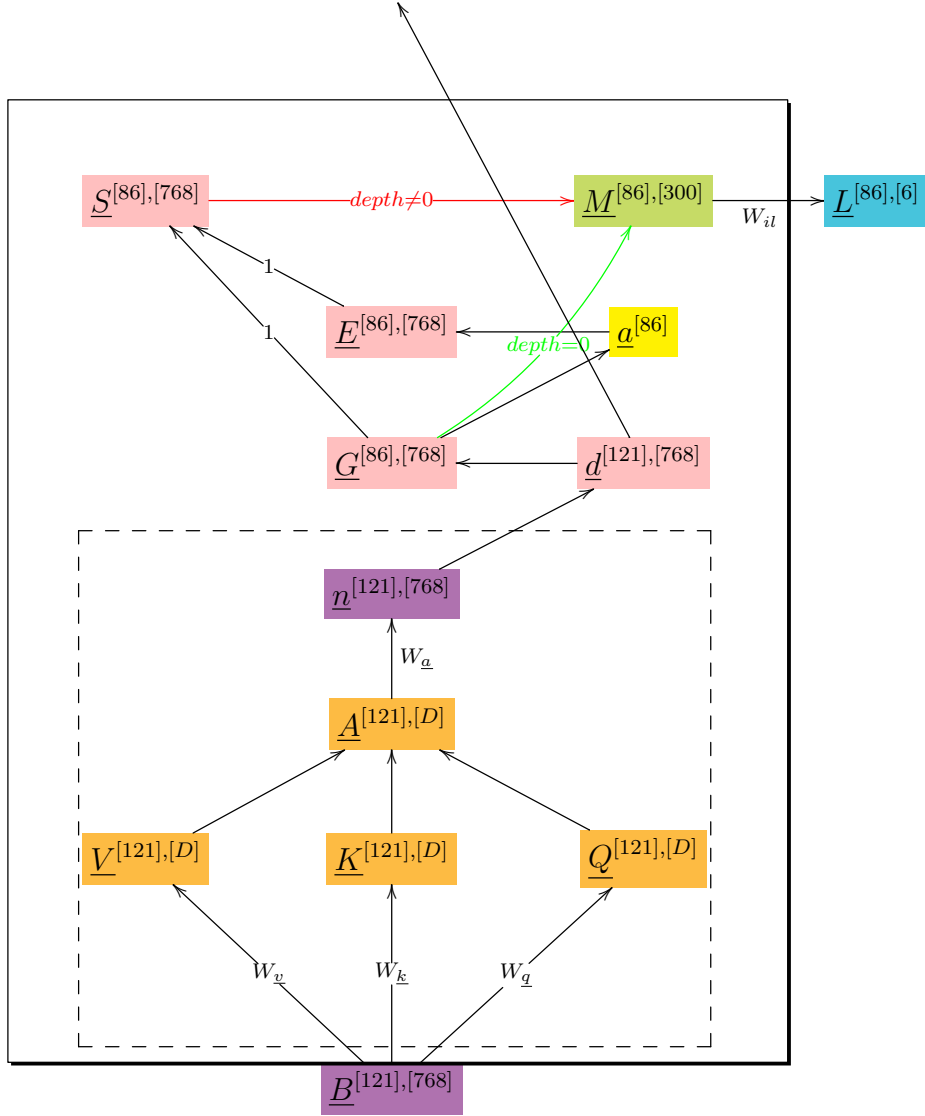 S^[86],[768]
depth≠0
M^[86],[300]
W_il
L^[86],[6]
1
1
E^[86],[768]
depth=0
a^[86]
G^[86],[768]
d^[121],[768]
n^[121],[768]
W_a
A^[121],[D]
V^[121],[D]
K^[121],[D]
Q^[121],[D]
W_v
W_k
W_q
B^[121],[768]